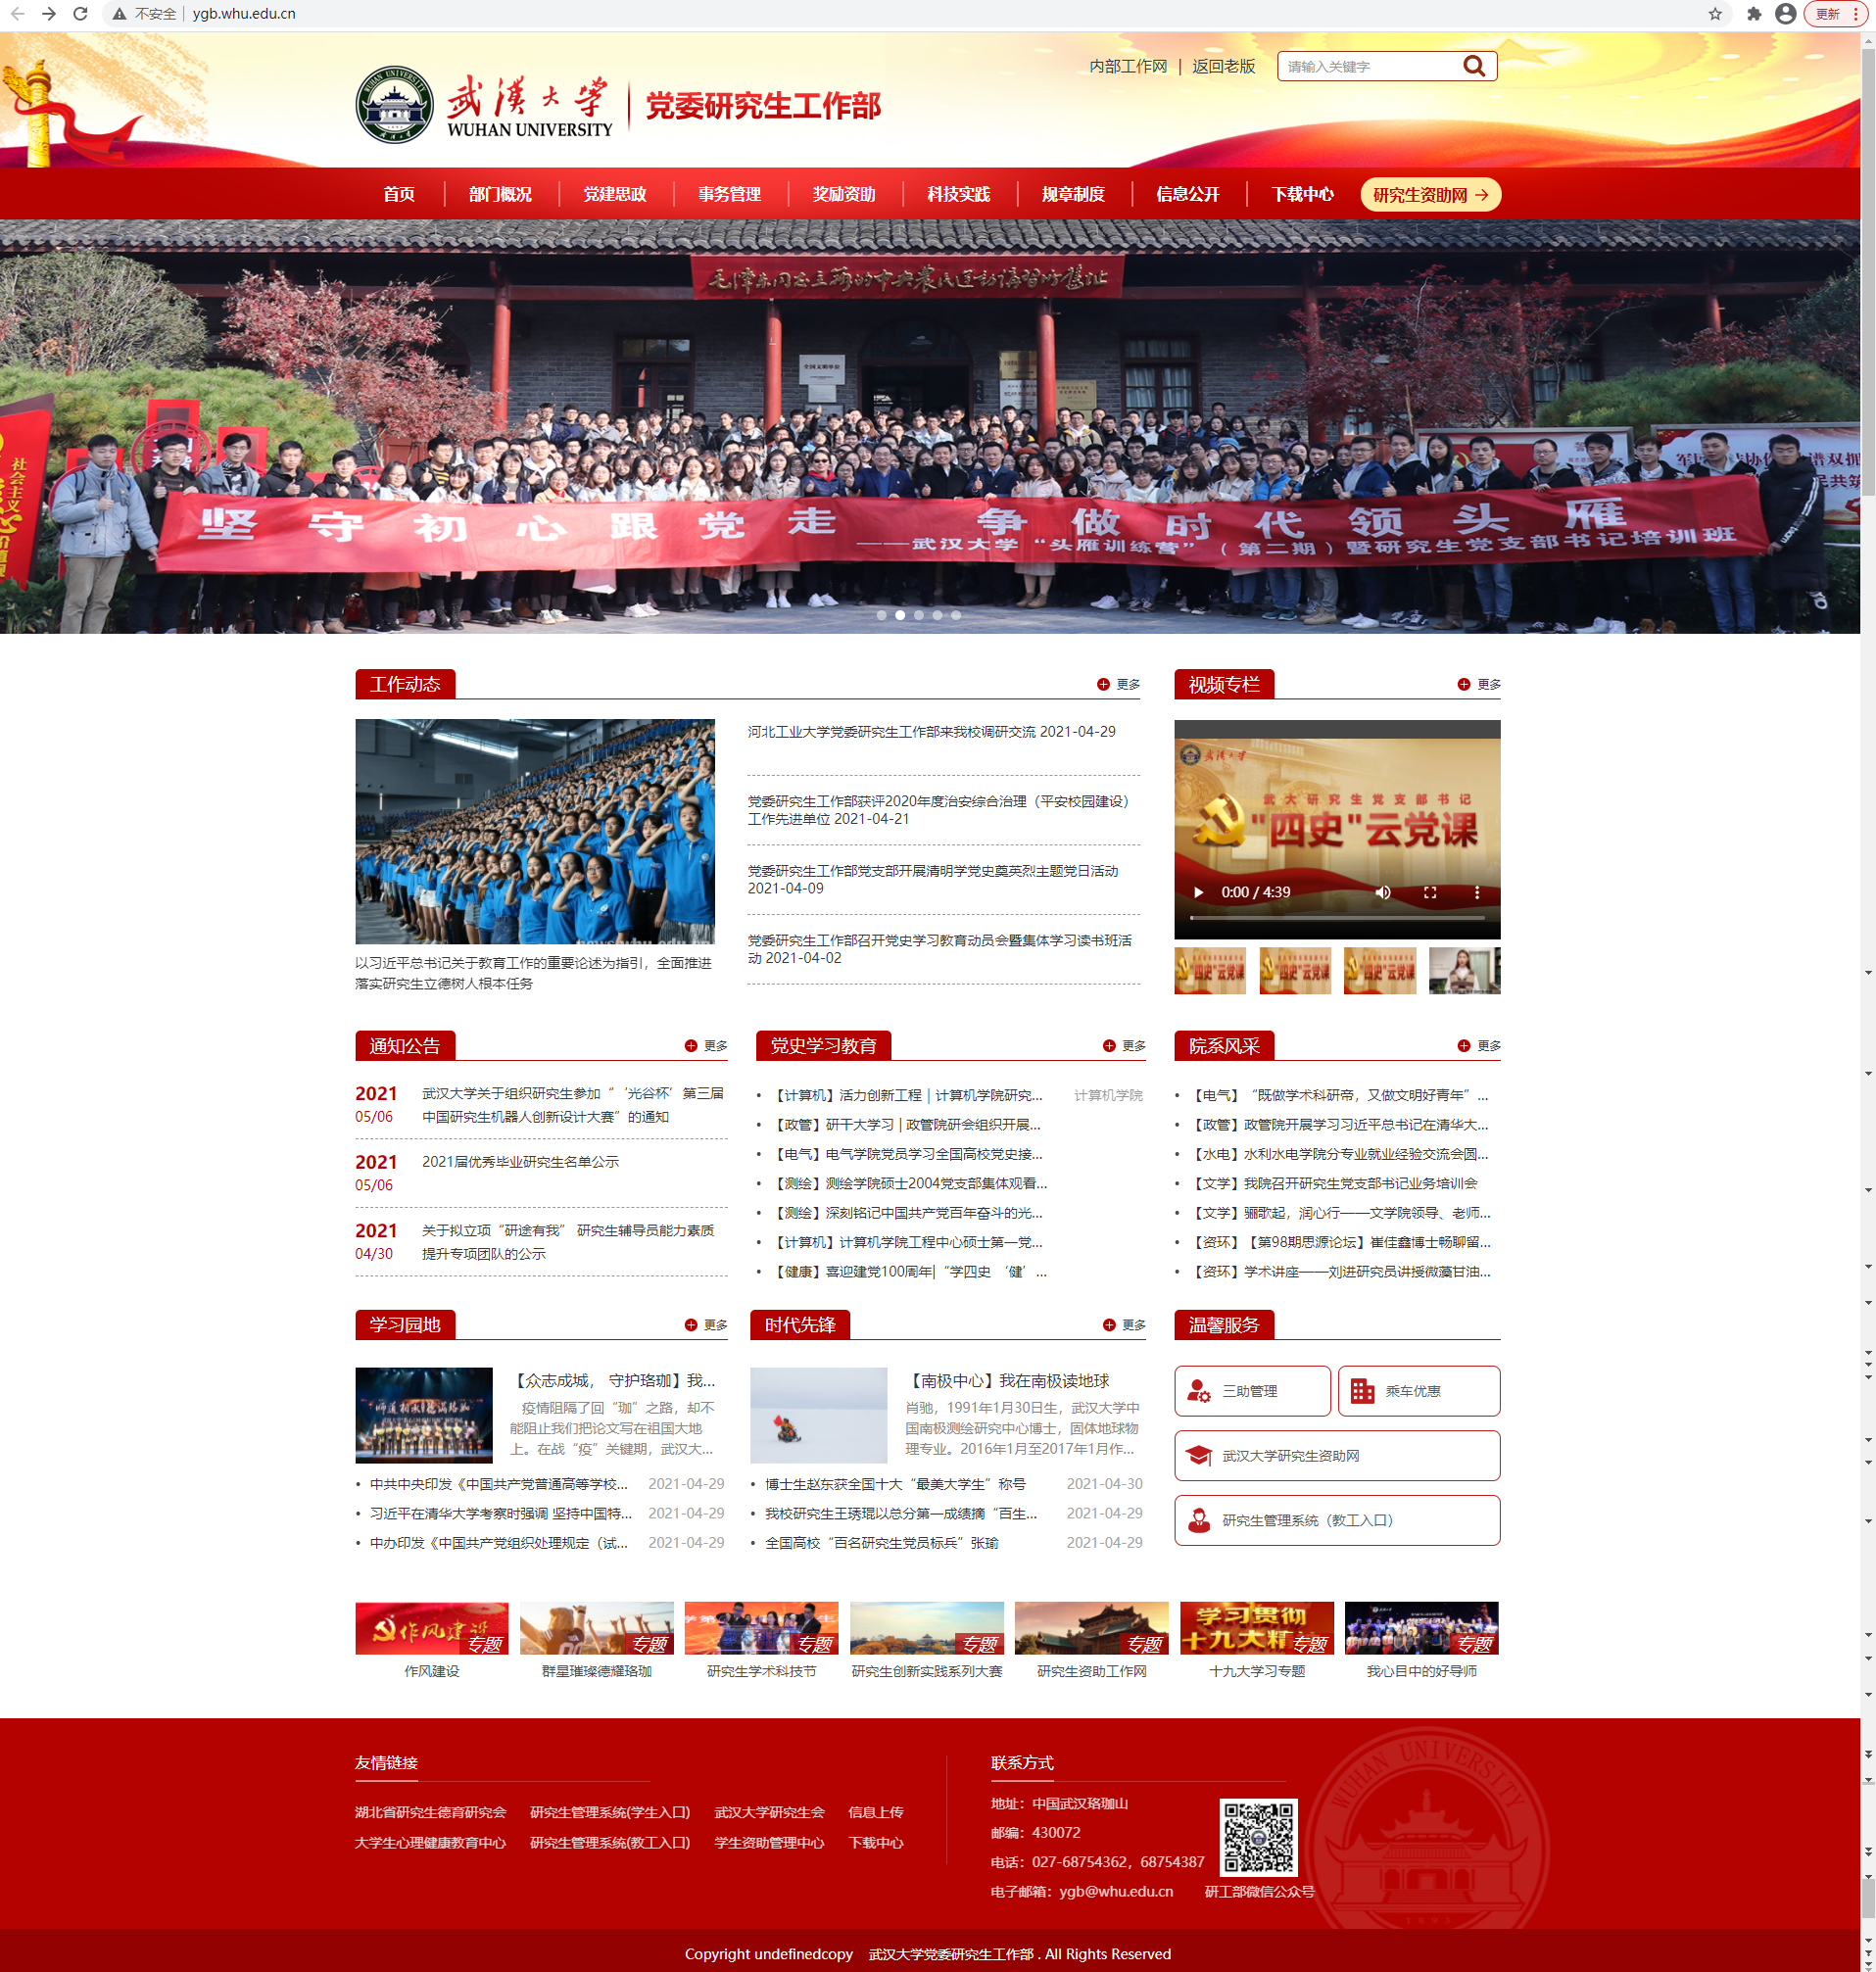 不安全 ygb.whu.edu.cn
更新
内部工作网 | 返回老版
请输入关键字
武漢大学
WUHAN UNIVERSITY
党委研究生工作部
首页 部门概况 党建思政 事务管理 奖励资助 科技实践 规章制度 信息公开 下载中心 研究生资助网
毛泽东同志主办的中央农民运动讲习所旧址
全国文明单位
社会主义
坚守初心跟党走 争做时代领头雁
——武汉大学“头雁训练营”(第二期)暨研究生党支部书记培训班
工作动态
更多
以习近平总书记关于教育工作的重要论述为指引，全面推进
落实研究生立德树人根本任务
河北工业大学党委研究生工作部来我校调研交流 2021-04-29
党委研究生工作部获评2020年度治安综合治理（平安校园建设）
工作先进单位 2021-04-21
党委研究生工作部党支部开展清明学党史奠英烈主题党日活动
2021-04-09
党委研究生工作部召开党史学习教育动员会暨集体学习读书班活
动 2021-04-02
视频专栏
更多
武漢大学
武大研究生党支部书记
"四史"云党课
0:00 / 4:39
"四史"云党课
"四史"云党课
"四史"云党课
通知公告
更多
2021
05/06
武汉大学关于组织研究生参加“‘光谷杯’第三届
中国研究生机器人创新设计大赛”的通知
2021
05/06
2021届优秀毕业研究生名单公示
2021
04/30
关于拟立项“研途有我” 研究生辅导员能力素质
提升专项团队的公示
党史学习教育
更多
• 【计算机】活力创新工程 | 计算机学院研究... 计算机学院
• 【政管】研干大学习 | 政管院研会组织开展...
• 【电气】电气学院党员学习全国高校党史接...
• 【测绘】测绘学院硕士2004党支部集体观看...
• 【测绘】深刻铭记中国共产党百年奋斗的光...
• 【计算机】计算机学院工程中心硕士第一党...
• 【健康】喜迎建党100周年|“学四史 ‘健’...
院系风采
更多
• 【电气】“既做学术科研帝，又做文明好青年”...
• 【政管】政管院开展学习习近平总书记在清华大...
• 【水电】水利水电学院分专业就业经验交流会圆...
• 【文学】我院召开研究生党支部书记业务培训会
• 【文学】骊歌起，润心行——文学院领导、老师...
• 【资环】【第98期思源论坛】崔佳鑫博士畅聊留...
• 【资环】学术讲座——刘进研究员讲授微藻甘油...
学习园地
更多
【众志成城， 守护珞珈】我...
疫情阻隔了回“珈”之路，却不
能阻止我们把论文写在祖国大地
上。在战“疫”关键期，武汉大...
• 中共中央印发《中国共产党普通高等学校... 2021-04-29
• 习近平在清华大学考察时强调 坚持中国特... 2021-04-29
• 中办印发《中国共产党组织处理规定（试... 2021-04-29
时代先锋
更多
【南极中心】我在南极读地球
肖驰，1991年1月30日生，武汉大学中
国南极测绘研究中心博士，固体地球物
理专业。2016年1月至2017年1月作...
• 博士生赵东获全国十大“最美大学生”称号 2021-04-30
• 我校研究生王琇琨以总分第一成绩摘“百生... 2021-04-29
• 全国高校“百名研究生党员标兵”张瑜 2021-04-29
温馨服务
三助管理
乘车优惠
武汉大学研究生资助网
研究生管理系统（教工入口）
作风建设
专题 专题 专题 专题 专题 学习贯彻
十九大精 专题 专题
作风建设 群星璀璨德耀珞珈 研究生学术科技节 研究生创新实践系列大赛 研究生资助工作网 十九大学习专题 我心目中的好导师
友情链接
湖北省研究生德育研究会 研究生管理系统(学生入口) 武汉大学研究生会 信息上传
大学生心理健康教育中心 研究生管理系统(教工入口) 学生资助管理中心 下载中心
联系方式
地址：中国武汉珞珈山
邮编：430072
电话：027-68754362，68754387
电子邮箱：ygb@whu.edu.cn
研工部微信公众号
WUHAN UNIVERSITY
1893
Copyright undefinedcopy 武汉大学党委研究生工作部 . All Rights Reserved